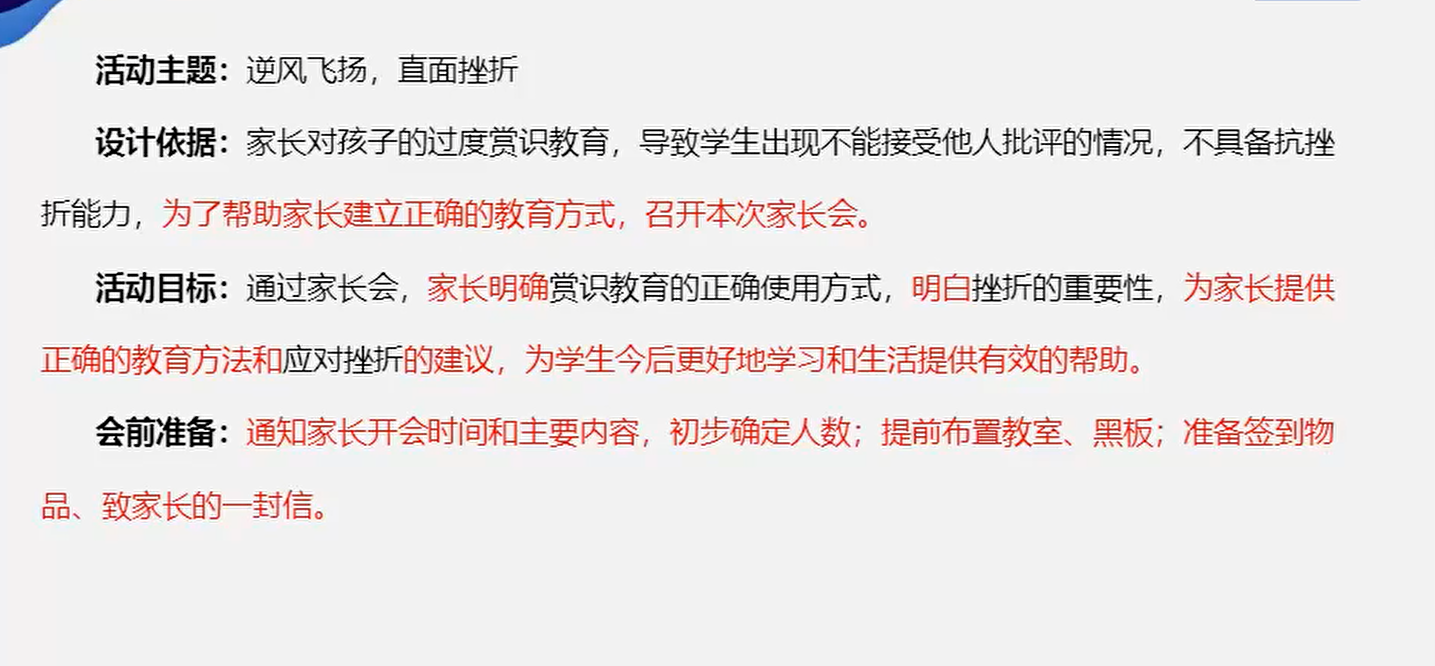 活动主题：逆风飞扬，直面挫折
设计依据：家长对孩子的过度赏识教育，导致学生出现不能接受他人批评的情况，不具备抗挫
折能力，为了帮助家长建立正确的教育方式，召开本次家长会。
活动目标：通过家长会，家长明确赏识教育的正确使用方式，明白挫折的重要性，为家长提供
正确的教育方法和应对挫折的建议，为学生今后更好地学习和生活提供有效的帮助。
会前准备：通知家长开会时间和主要内容，初步确定人数；提前布置教室、黑板；准备签到物
品、致家长的一封信。